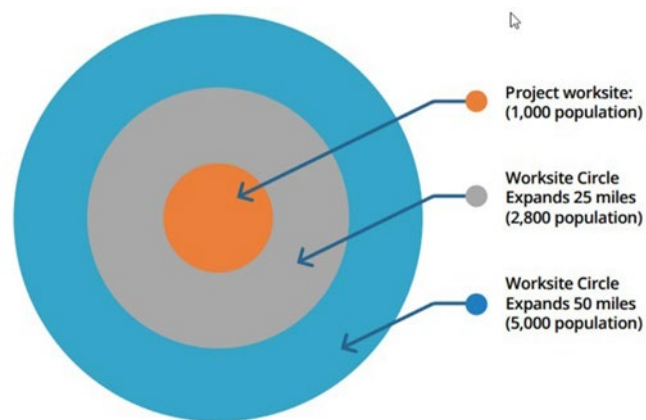 Project worksite:
(1,000 population)
Worksite Circle
Expands 25 miles
(2,800 population)
Worksite Circle
Expands 50 miles
(5,000 population)